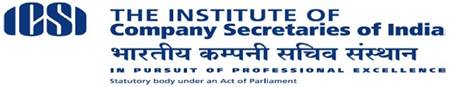 ICSI
THE INSTITUTE OF
Company Secretaries of India
भारतीय कम्पनी सचिव संस्थान
IN PURSUIT OF PROFESSIONAL EXCELLENCE
Statutory body under an Act of Parliament